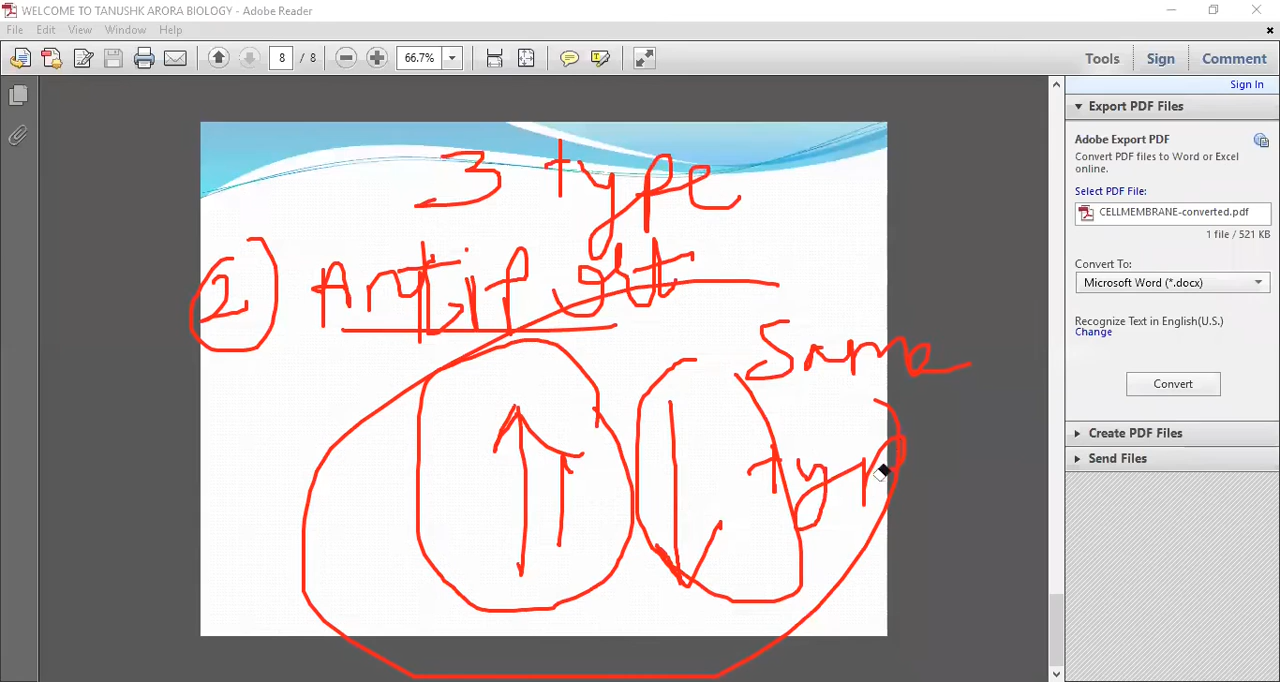 WELCOME TO TANUSHK ARORA BIOLOGY - Adobe Reader
File Edit View Window Help
8 / 8 66.7% Tools Sign Comment
Sign In
Export PDF Files
Adobe Export PDF
Convert PDF files to Word or Excel
online.
Select PDF File:
CELLMEMBRANE-converted.pdf
1 file / 521 KB
Convert To:
Microsoft Word (*.docx)
Recognize Text in English(U.S.)
Change
Convert
Create PDF Files
Send Files
3 type
2 Antif
Same
typ